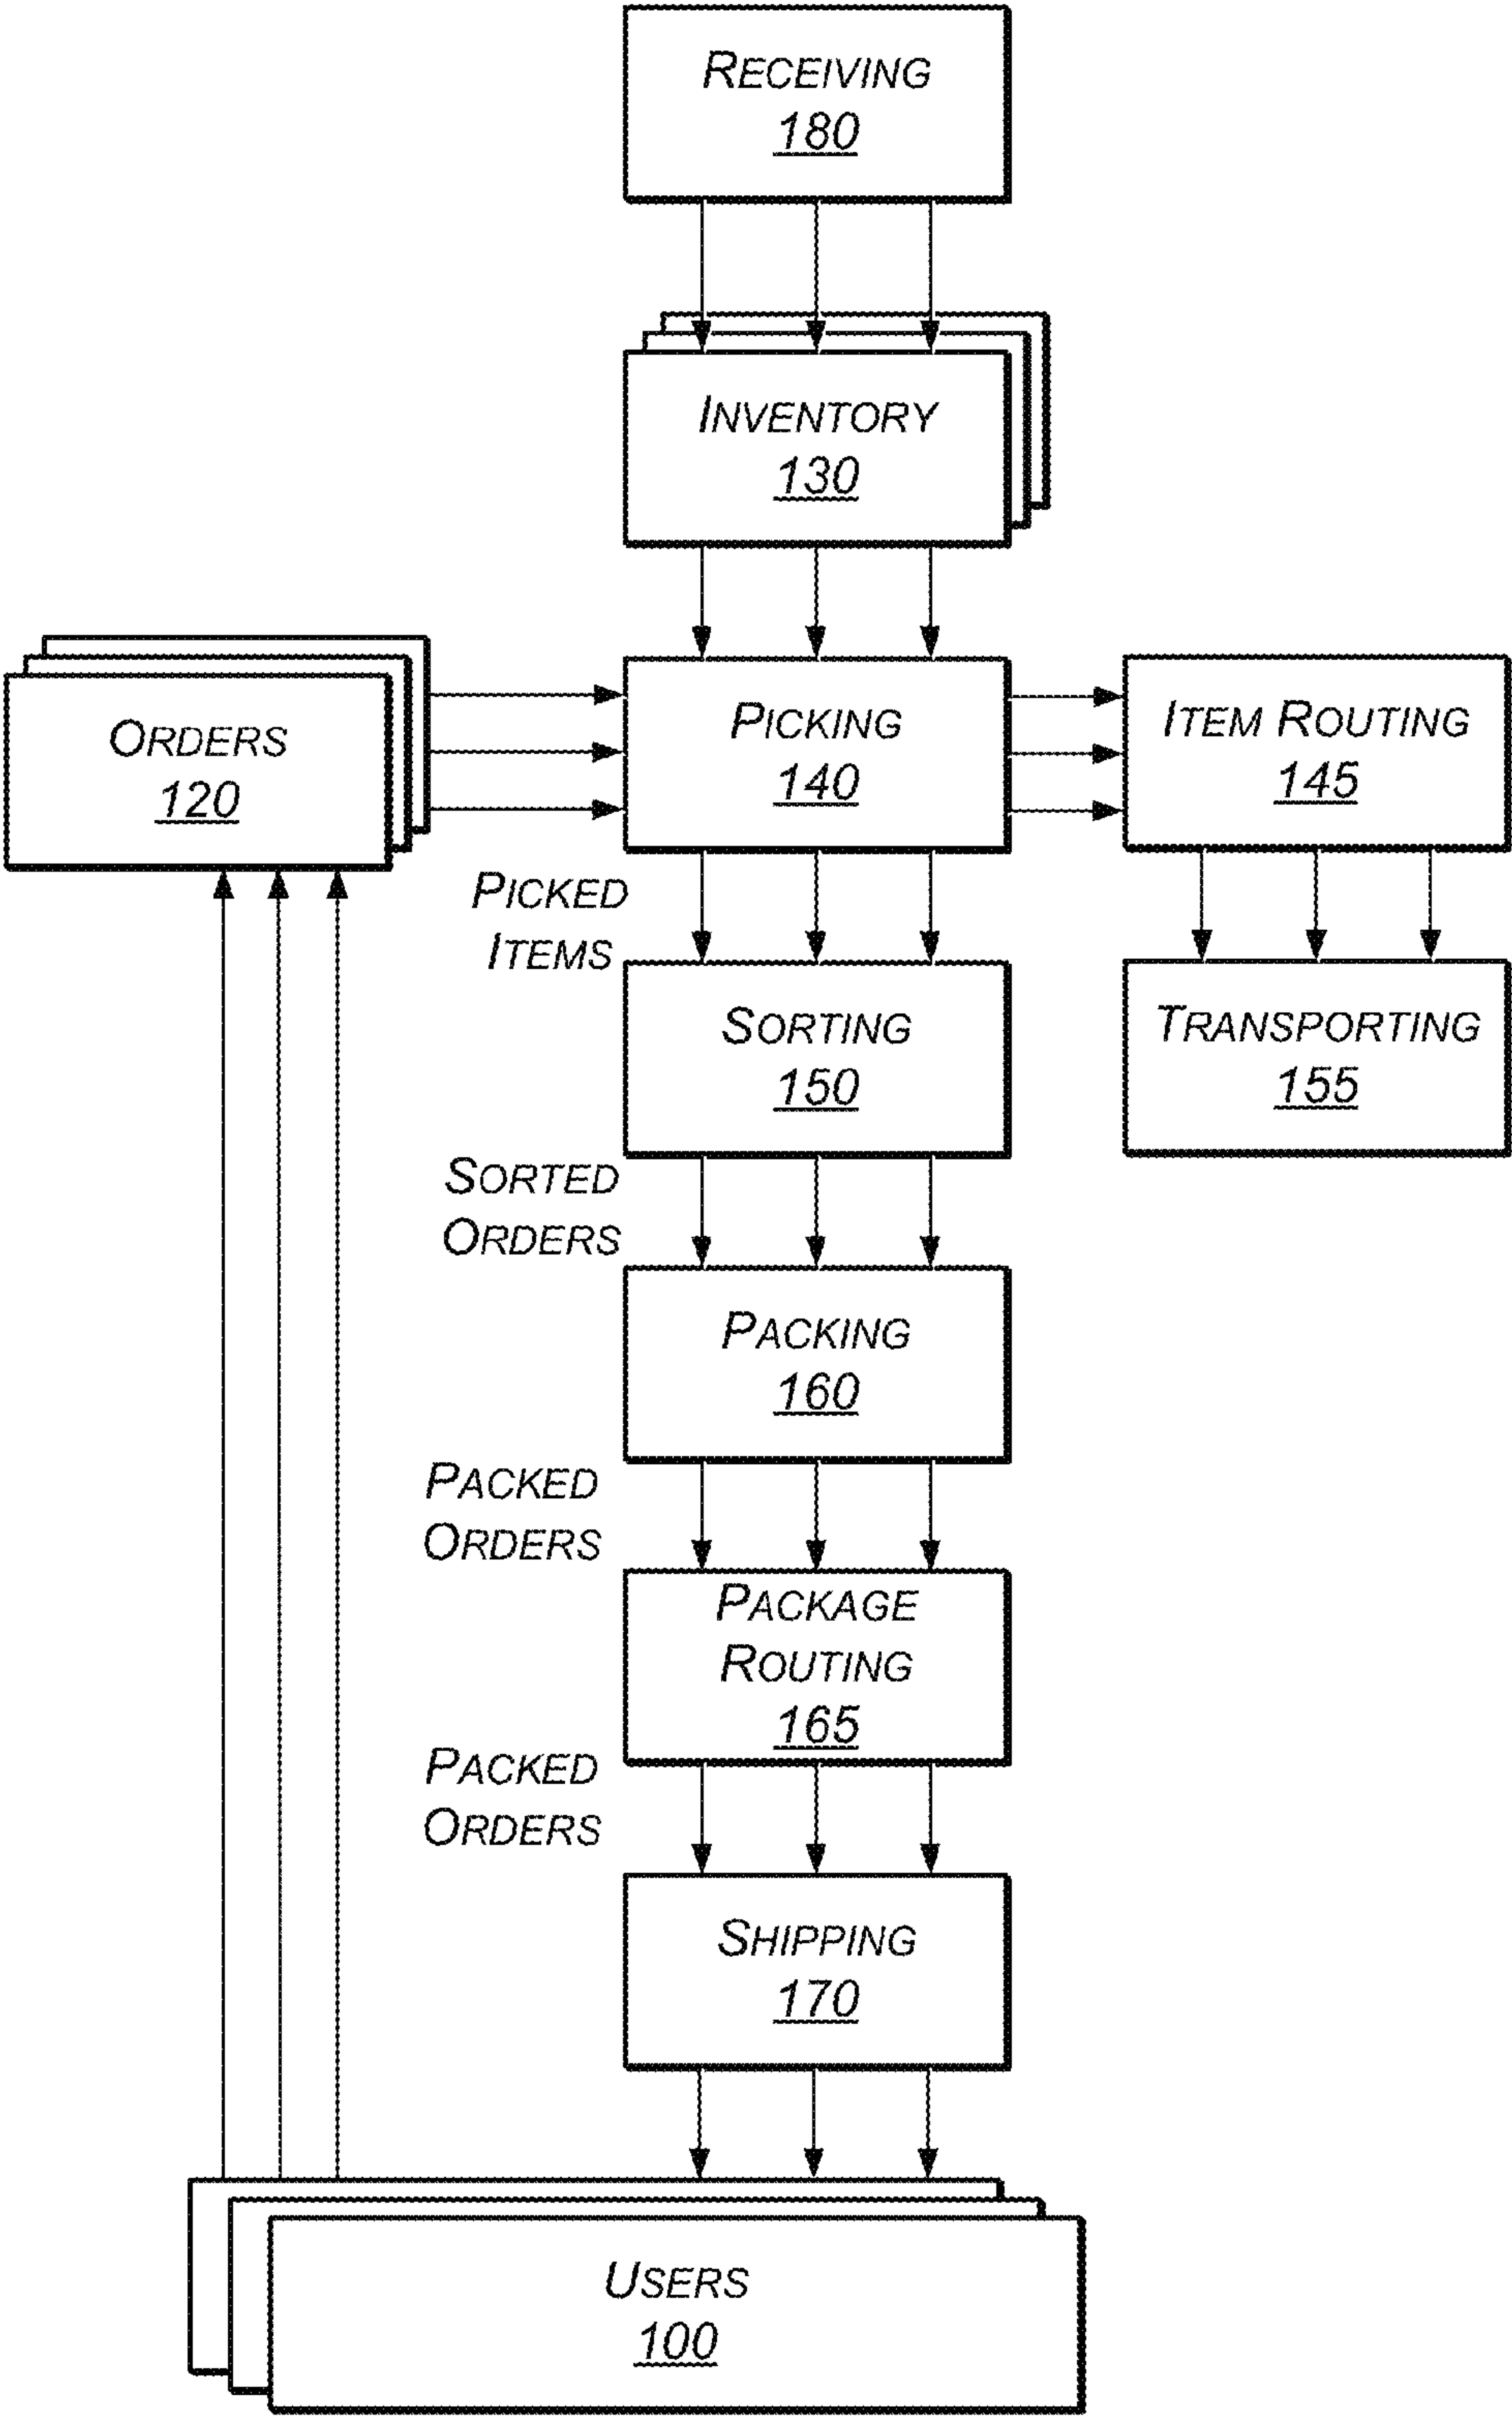 RECEIVING
180
INVENTORY
130
ORDERS
120
PICKING
140
ITEM ROUTING
145
PICKED
ITEMS
SORTING
150
TRANSPORTING
155
SORTED
ORDERS
PACKING
160
PACKED
ORDERS
PACKAGE
ROUTING
165
PACKED
ORDERS
SHIPPING
170
USERS
100